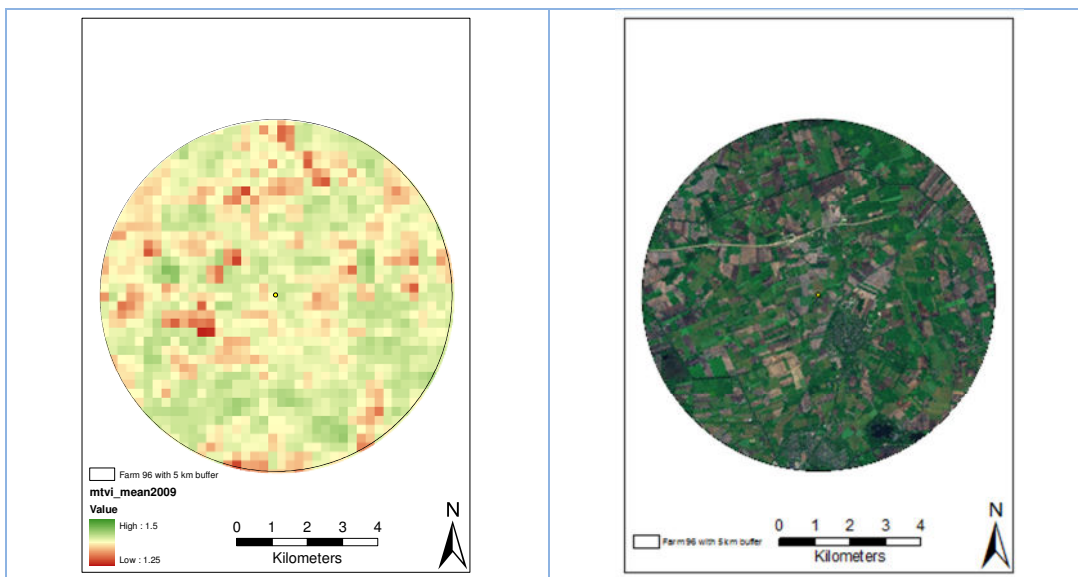 Farm 96 with 5 km buffer
mtvi_mean2009
Value
High : 1.5
Low : 1.25
0 1 2 3 4
Kilometers
N
Farm 96 with 5 km buffer
0 1 2 3 4
Kilometers
N